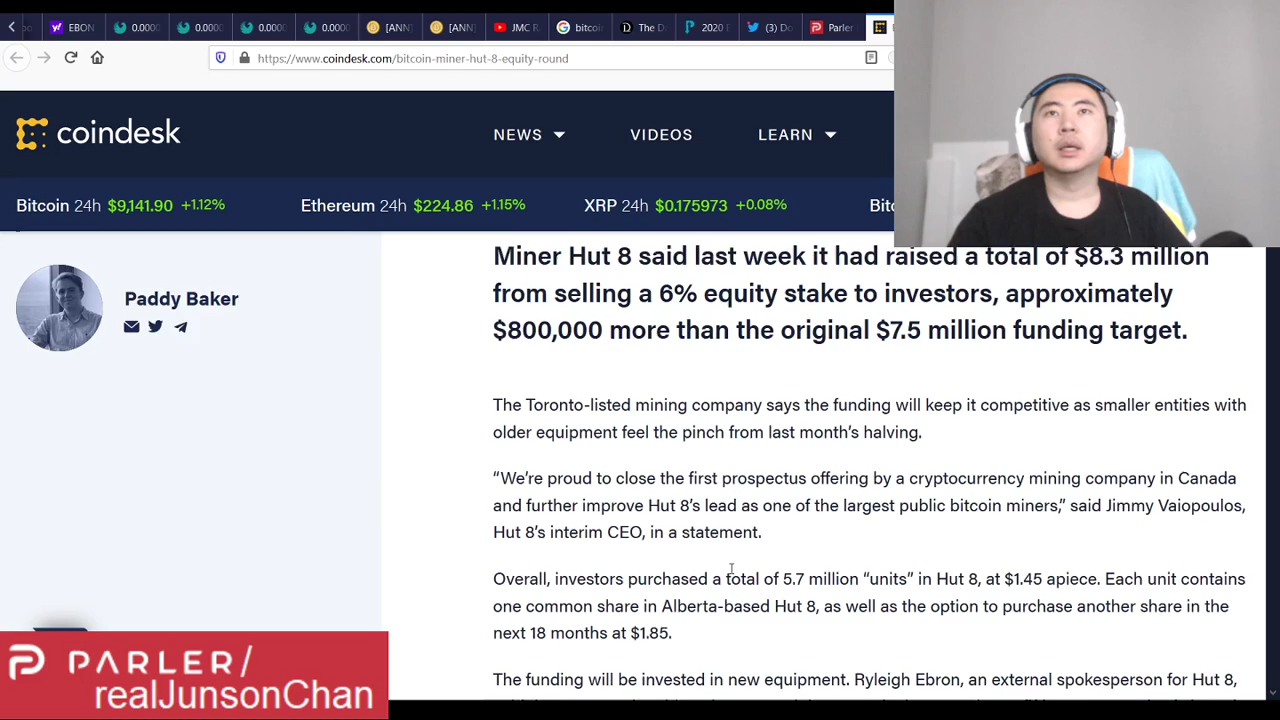 EBON
0.0000
0.000
0.000
0.000
[ANN]
[ANN]
JMC R
bitcoi
The D
2020 E
(3) Do
Parler
https://www.coindesk.com/bitcoin-miner-hut-8-equity-round
coindesk
NEWS
VIDEOS
LEARN
Bitcoin 24h $9,141.90 +1.12%
Ethereum 24h $224.86 +1.15%
XRP 24h $0.175973 +0.08%
Bit
Paddy Baker
Miner Hut 8 said last week it had raised a total of $8.3 million
from selling a 6% equity stake to investors, approximately
$800,000 more than the original $7.5 million funding target.
The Toronto-listed mining company says the funding will keep it competitive as smaller entities with
older equipment feel the pinch from last month’s halving.
“We’re proud to close the first prospectus offering by a cryptocurrency mining company in Canada
and further improve Hut 8’s lead as one of the largest public bitcoin miners,” said Jimmy Vaiopoulos,
Hut 8’s interim CEO, in a statement.
Overall, investors purchased a total of 5.7 million “units” in Hut 8, at $1.45 apiece. Each unit contains
one common share in Alberta-based Hut 8, as well as the option to purchase another share in the
next 18 months at $1.85.
The funding will be invested in new equipment. Ryleigh Ebron, an external spokesperson for Hut 8,
PARLER/
realJunsonChan